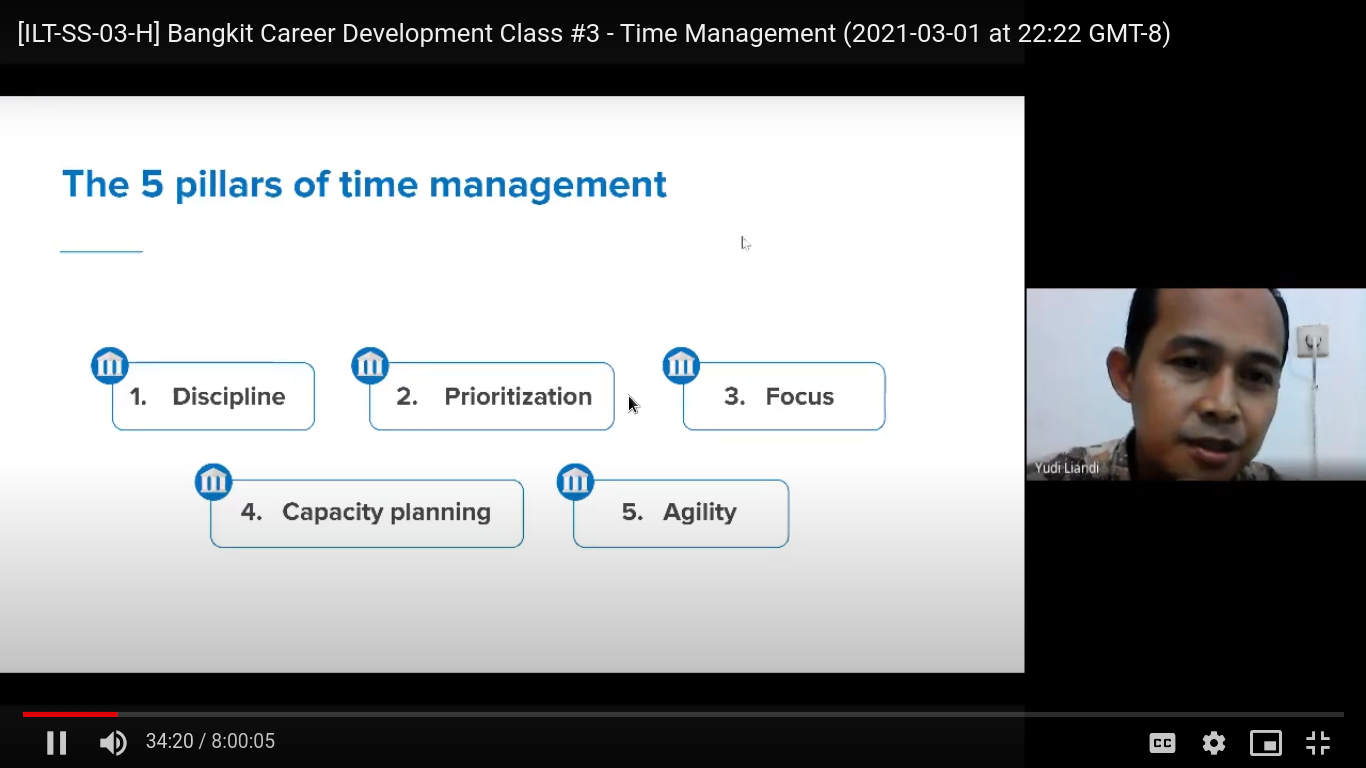 [ILT-SS-03-H] Bangkit Career Development Class #3 - Time Management (2021-03-01 at 22:22 GMT-8)
The 5 pillars of time management
1. Discipline
2. Prioritization
3. Focus
4. Capacity planning
5. Agility
Yudi Liandi
34:20 / 8:00:05
CC